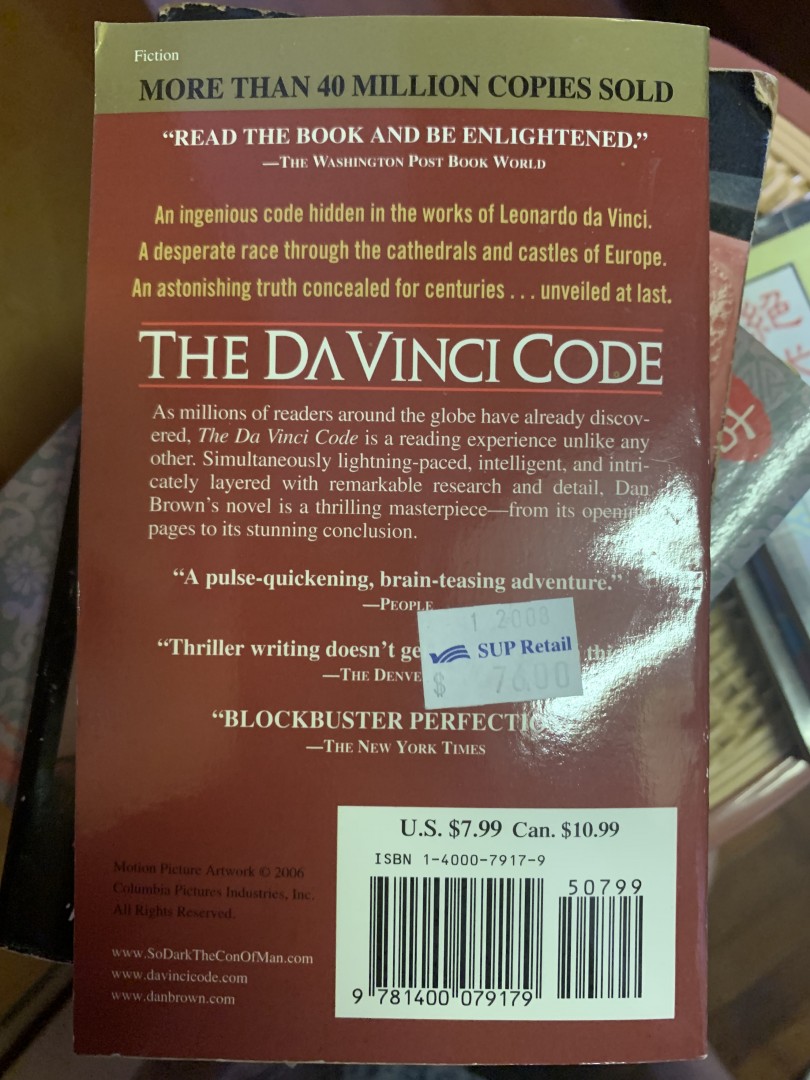 Fiction
MORE THAN 40 MILLION COPIES SOLD
“READ THE BOOK AND BE ENLIGHTENED.”
—THE WASHINGTON POST BOOK WORLD
An ingenious code hidden in the works of Leonardo da Vinci.
A desperate race through the cathedrals and castles of Europe.
An astonishing truth concealed for centuries . . . unveiled at last.
THE DA VINCI CODE
As millions of readers around the globe have already discov-
ered, The Da Vinci Code is a reading experience unlike any
other. Simultaneously lightning-paced, intelligent, and intri-
cately layered with remarkable research and detail, Dan
Brown’s novel is a thrilling masterpiece—from its opening
pages to its stunning conclusion.
“A pulse-quickening, brain-teasing adventure.”
—PEOPLE
1 2008
SUP Retail
$ 76.00
“Thriller writing doesn’t
—THE
“BLOCKBUSTER
—THE NEW YORK TIMES
U.S. $7.99 Can. $10.99
ISBN 1-4000-7917-9
50799
9 781400 079179
Motion Picture Artwork © 2006
Columbia Pictures Industries, Inc.
All Rights Reserved.
www.SoDarkTheConOfMan.com
www.davincicode.com
www.danbrown.com
絕